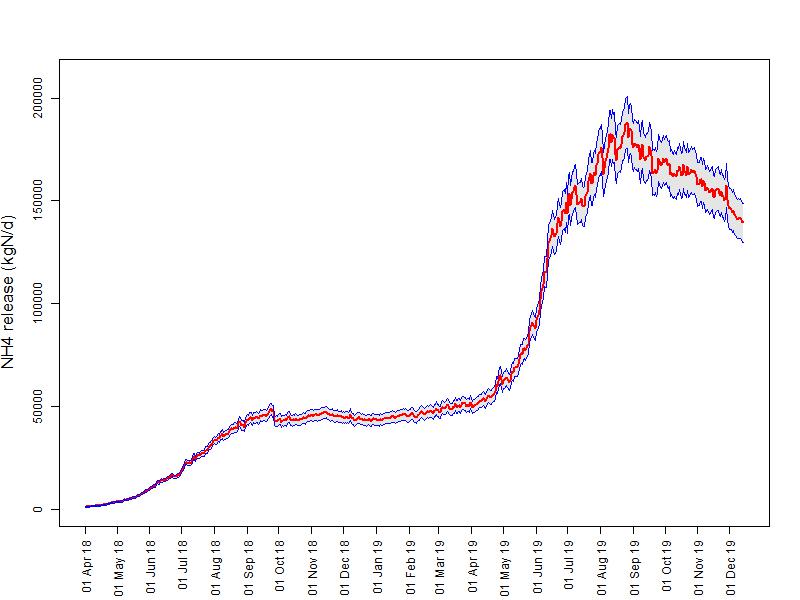 NH4 release (kgN/d)
200000
150000
100000
50000
0
01 Apr 18
01 May 18
01 Jun 18
01 Jul 18
01 Aug 18
01 Sep 18
01 Oct 18
01 Nov 18
01 Dec 18
01 Jan 19
01 Feb 19
01 Mar 19
01 Apr 19
01 May 19
01 Jun 19
01 Jul 19
01 Aug 19
01 Sep 19
01 Oct 19
01 Nov 19
01 Dec 19